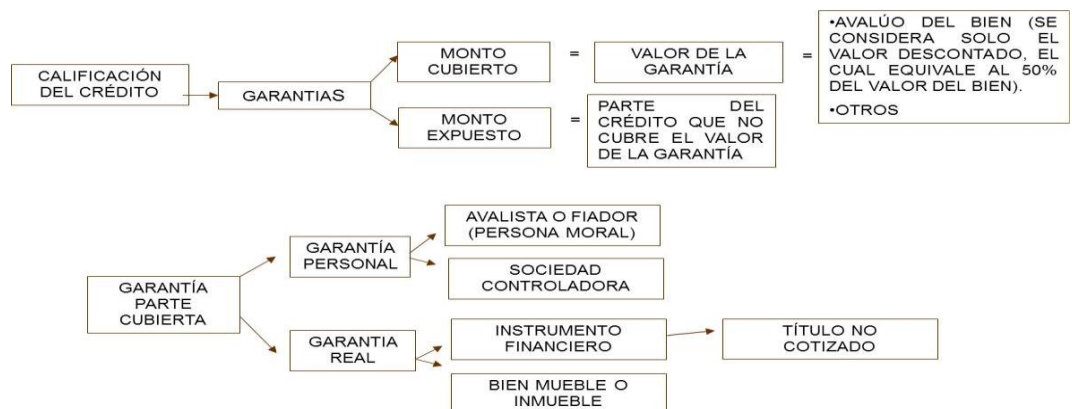 CALIFICACIÓN
DEL CRÉDITO
GARANTIAS
MONTO
CUBIERTO
=
VALOR DE LA
GARANTÍA
=
•AVALÚO DEL BIEN (SE
CONSIDERA SOLO EL
VALOR DESCONTADO, EL
CUAL EQUIVALE AL 50%
DEL VALOR DEL BIEN).
•OTROS
MONTO
EXPUESTO
=
PARTE DEL
CRÉDITO QUE NO
CUBRE EL VALOR
DE LA GARANTÍA
GARANTÍA
PARTE
CUBIERTA
GARANTÍA
PERSONAL
AVALISTA O FIADOR
(PERSONA MORAL)
SOCIEDAD
CONTROLADORA
GARANTIA
REAL
INSTRUMENTO
FINANCIERO
TÍTULO NO
COTIZADO
BIEN MUEBLE O
INMUEBLE